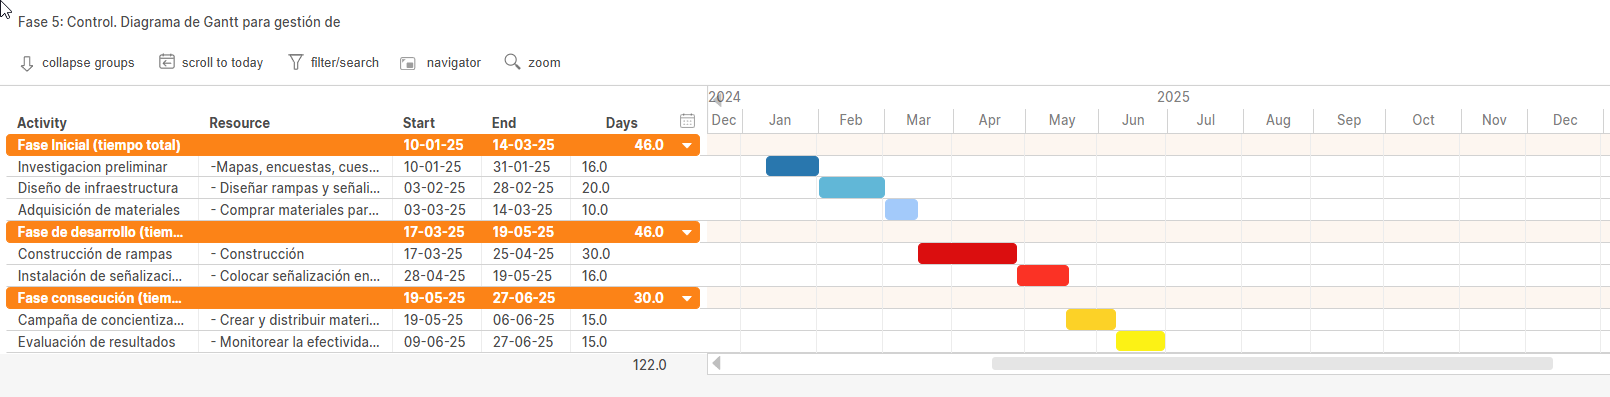 Fase 5: Control. Diagrama de Gantt para gestión de
collapse groups scroll to today filter/search navigator zoom
2024 2025
Activity Resource Start End Days Dec Jan Feb Mar Apr May Jun Jul Aug Sep Oct Nov Dec
Fase Inicial (tiempo total) 10-01-25 14-03-25 46.0
Investigacion preliminar -Mapas, encuestas, cues... 10-01-25 31-01-25 16.0
Diseño de infraestructura - Diseñar rampas y señali... 03-02-25 28-02-25 20.0
Adquisición de materiales - Comprar materiales par... 03-03-25 14-03-25 10.0
Fase de desarrollo (tiem... 17-03-25 19-05-25 46.0
Construcción de rampas - Construcción 17-03-25 25-04-25 30.0
Instalación de señalizaci... - Colocar señalización en... 28-04-25 19-05-25 16.0
Fase consecución (tiem... 19-05-25 27-06-25 30.0
Campaña de concientiza... - Crear y distribuir materi... 19-05-25 06-06-25 15.0
Evaluación de resultados - Monitorear la efectivida... 09-06-25 27-06-25 15.0
122.0